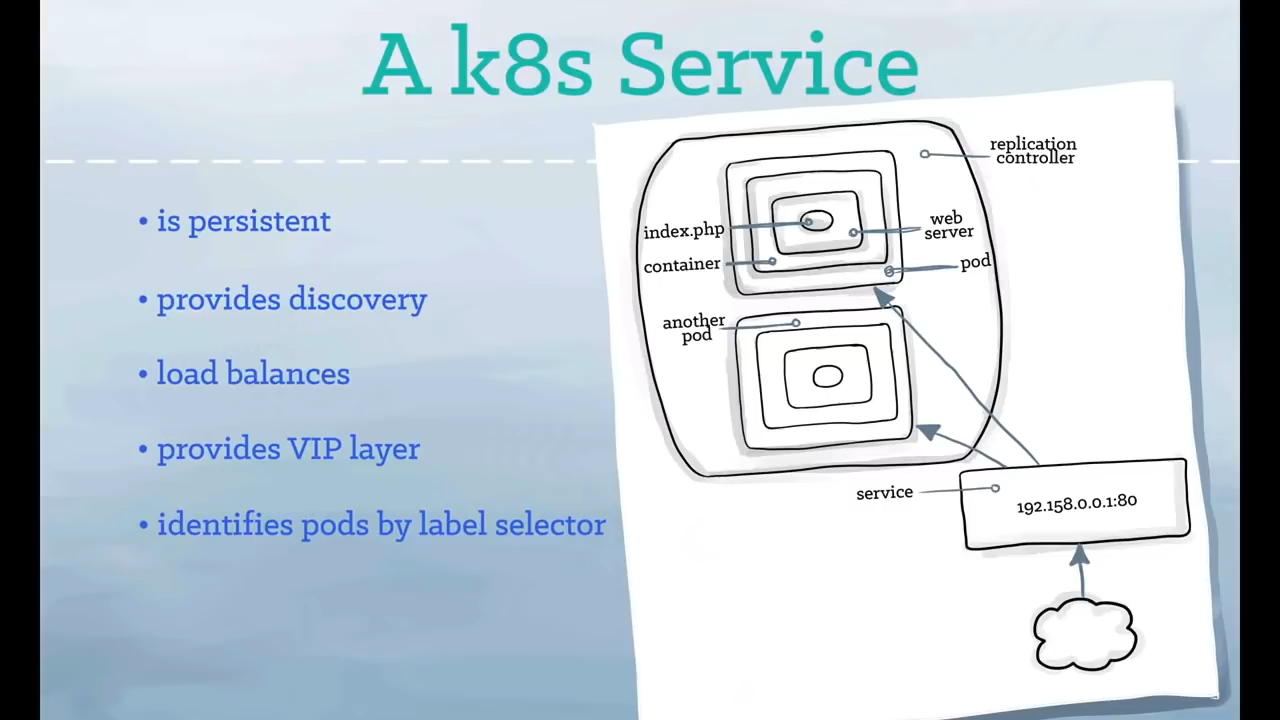 A k8s Service
• is persistent
• provides discovery
• load balances
• provides VIP layer
• identifies pods by label selector
replication
controller
index.php
web
server
container
pod
another
pod
service
192.158.0.0.1:80